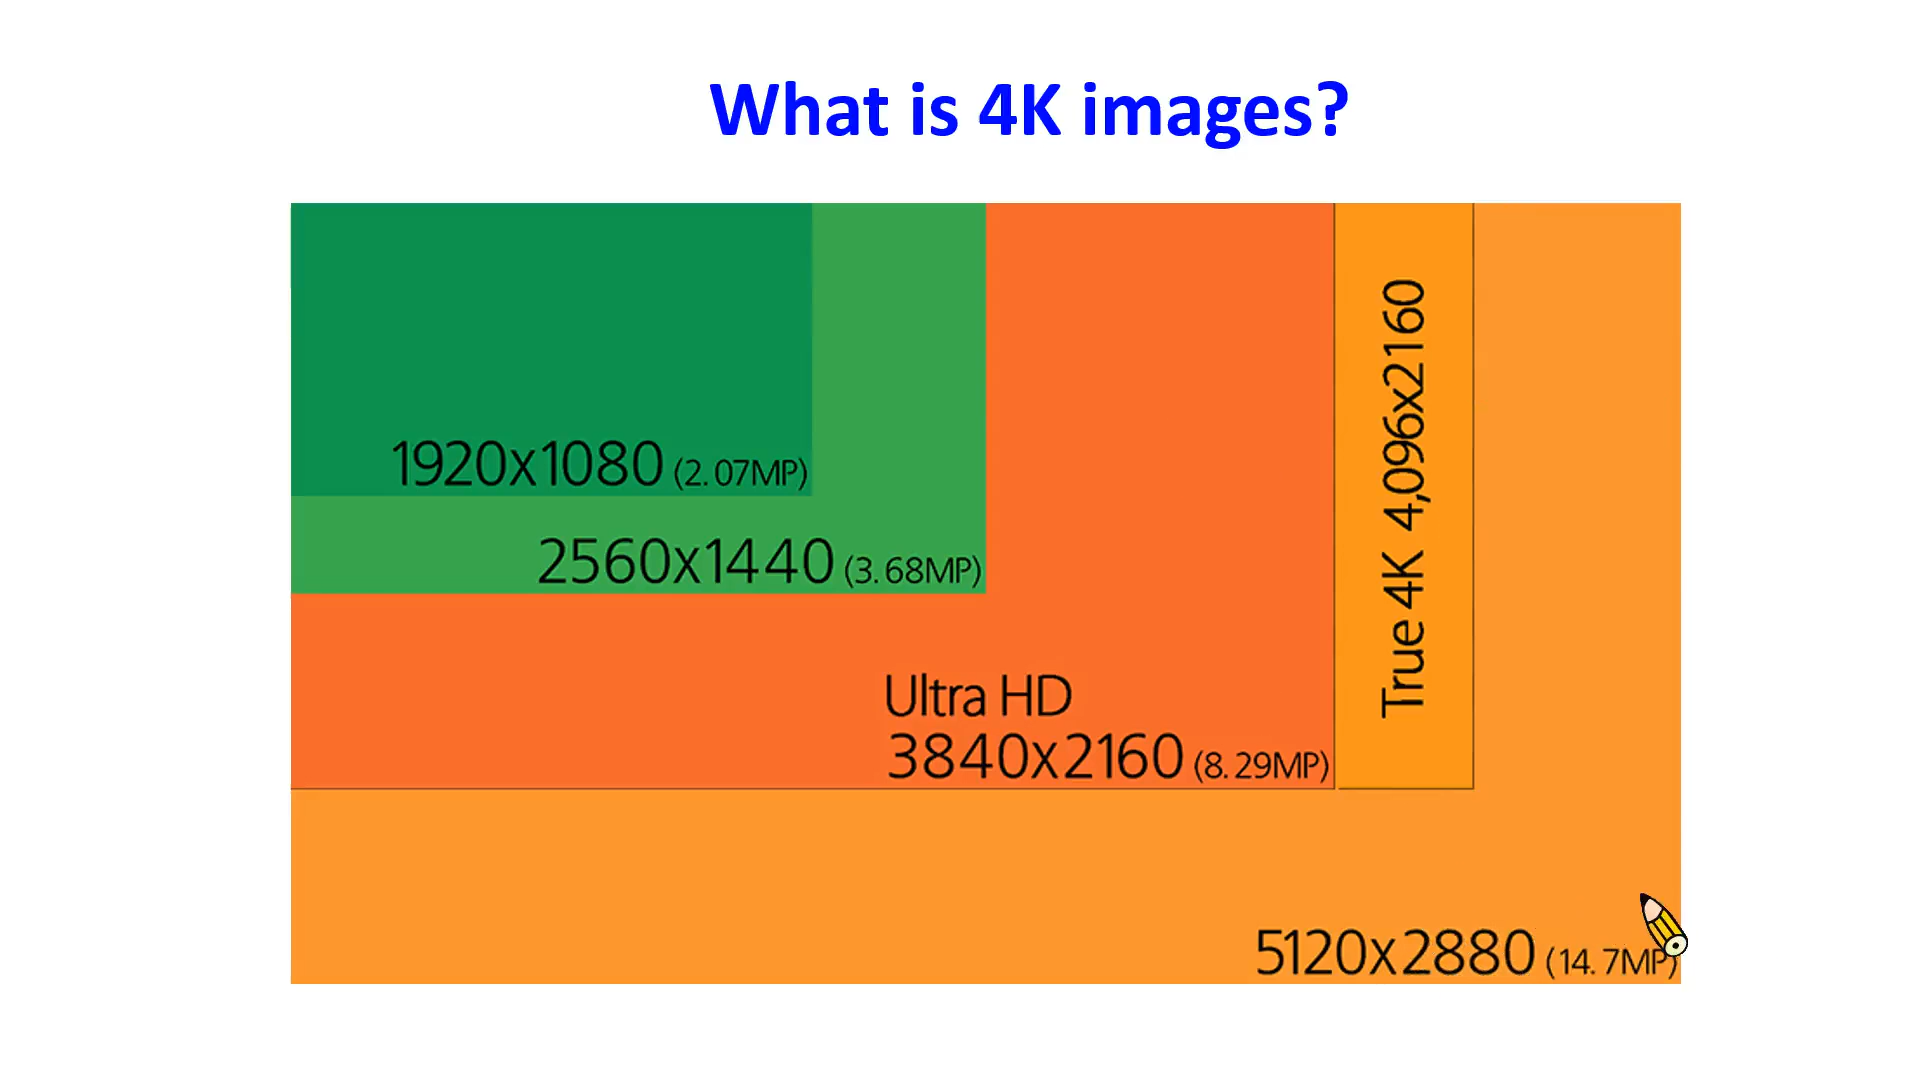 What is 4K images?
1920x1080 (2.07MP)
2560x1440 (3.68MP)
Ultra HD
3840x2160 (8.29MP)
True 4K 4,096x2160
5120x2880 (14.7MP)